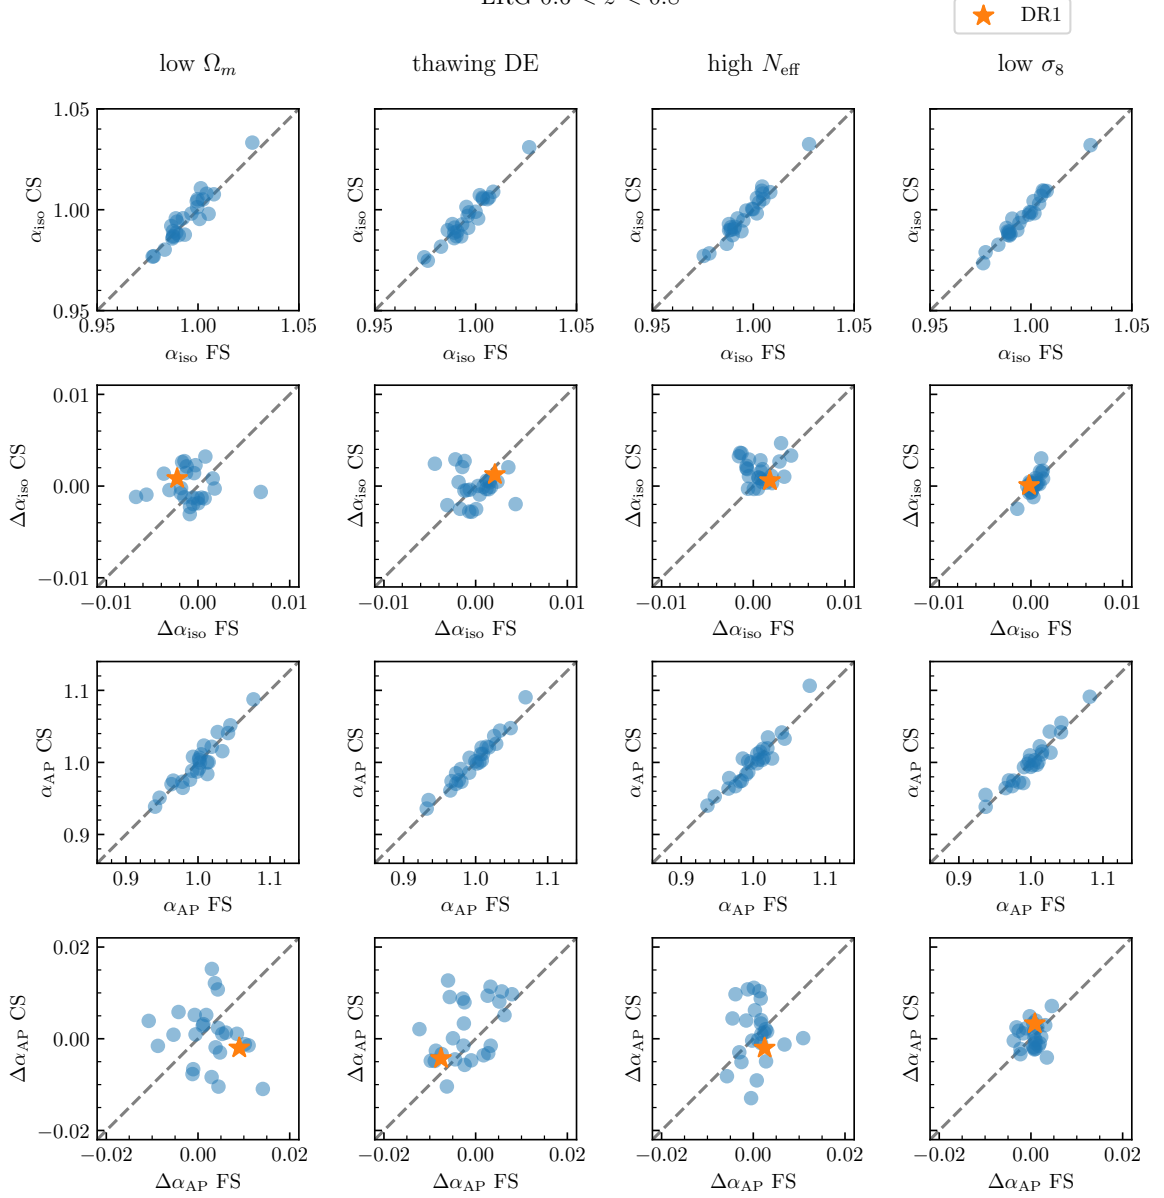 DR1
low Ωm thawing DE high Neff low σ8
1.05
1.00
0.95
αiso CS αiso CS αiso CS αiso CS
0.95 1.00 1.05 0.95 1.00 1.05 0.95 1.00 1.05 0.95 1.00 1.05
αiso FS αiso FS αiso FS αiso FS
0.01
0.00
−0.01
Δαiso CS Δαiso CS Δαiso CS Δαiso CS
−0.01 0.00 0.01 −0.01 0.00 0.01 −0.01 0.00 0.01 −0.01 0.00 0.01
Δαiso FS Δαiso FS Δαiso FS Δαiso FS
1.1
1.0
0.9
αAP CS αAP CS αAP CS αAP CS
0.9 1.0 1.1 0.9 1.0 1.1 0.9 1.0 1.1 0.9 1.0 1.1
αAP FS αAP FS αAP FS αAP FS
0.02
0.00
−0.02
ΔαAP CS ΔαAP CS ΔαAP CS ΔαAP CS
−0.02 0.00 0.02 −0.02 0.00 0.02 −0.02 0.00 0.02 −0.02 0.00 0.02
ΔαAP FS ΔαAP FS ΔαAP FS ΔαAP FS